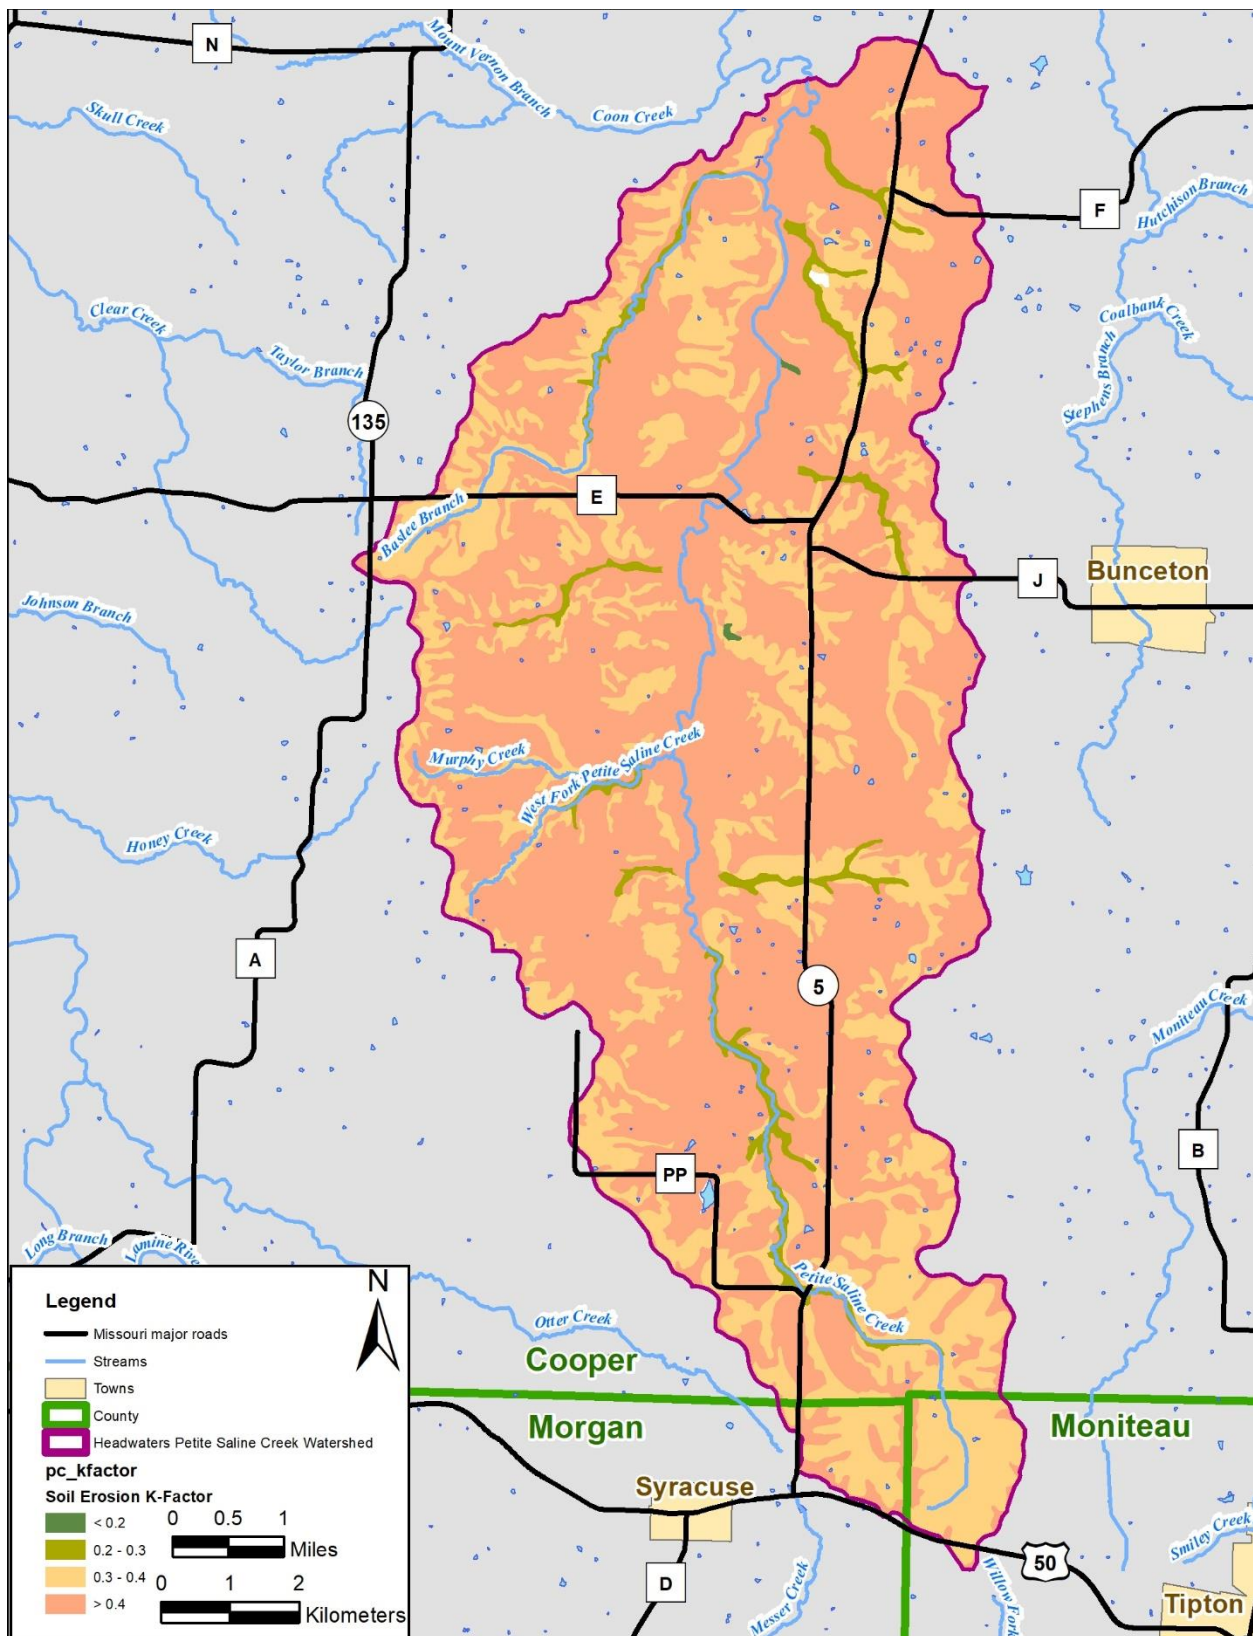 N
Mount Vernon Branch
Skull Creek
Coon Creek
F
Hutchison Branch
Clear Creek
Taylor Branch
Coalbank Creek
Stephens Branch
135
E
Baslee Branch
J
Bunceton
Johnson Branch
Murphy Creek
West Fork Petite Saline Creek
Honey Creek
A
5
Moniteau Creek
B
PP
Long Branch
Lamine Rive
Petite Saline Creek
Otter Creek
Cooper
Morgan
Moniteau
Syracuse
50
Smiley Creek
D
Messer Creek
Willow Fork
Tipton
N
Legend
Missouri major roads
Streams
Towns
County
Headwaters Petite Saline Creek Watershed
pc_kfactor
Soil Erosion K-Factor
< 0.2
0.2 - 0.3
0.3 - 0.4
> 0.4
0 0.5 1
Miles
0 1 2
Kilometers